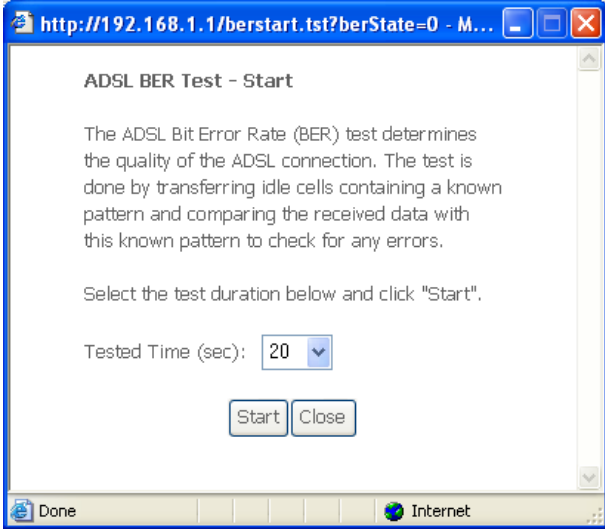 http://192.168.1.1/berstart.tst?berState=0 - M...
ADSL BER Test - Start
The ADSL Bit Error Rate (BER) test determines
the quality of the ADSL connection. The test is
done by transferring idle cells containing a known
pattern and comparing the received data with
this known pattern to check for any errors.
Select the test duration below and click "Start".
Tested Time (sec): 20
Start Close
Done Internet